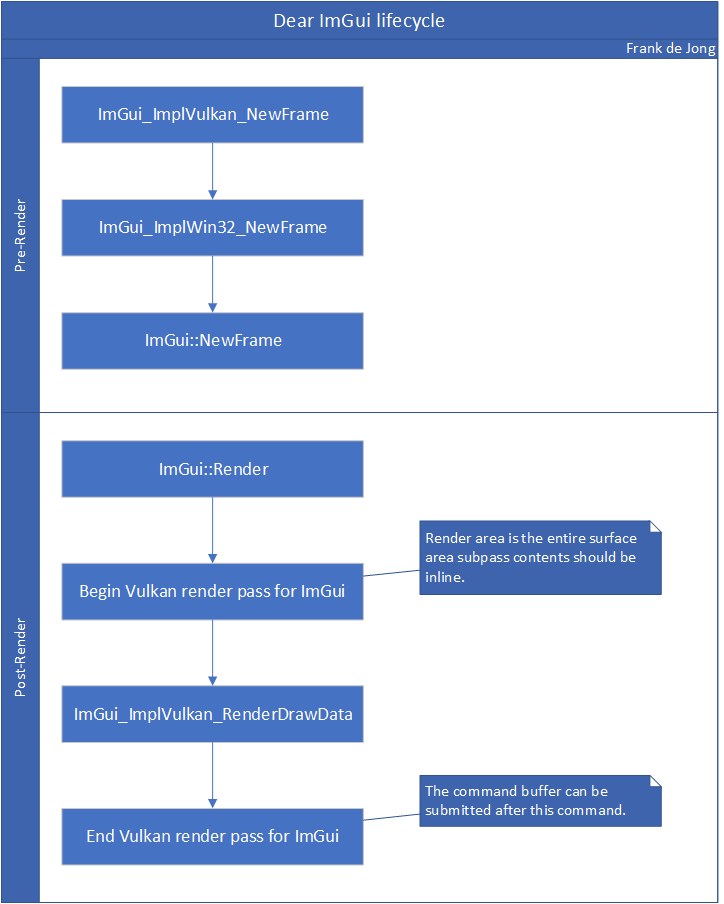 Dear ImGui lifecycle
Frank de Jong
Pre-Render
ImGui_ImplVulkan_NewFrame
ImGui_ImplWin32_NewFrame
ImGui::NewFrame
Post-Render
ImGui::Render
Begin Vulkan render pass for ImGui
Render area is the entire surface
area subpass contents should be
inline.
ImGui_ImplVulkan_RenderDrawData
End Vulkan render pass for ImGui
The command buffer can be
submitted after this command.